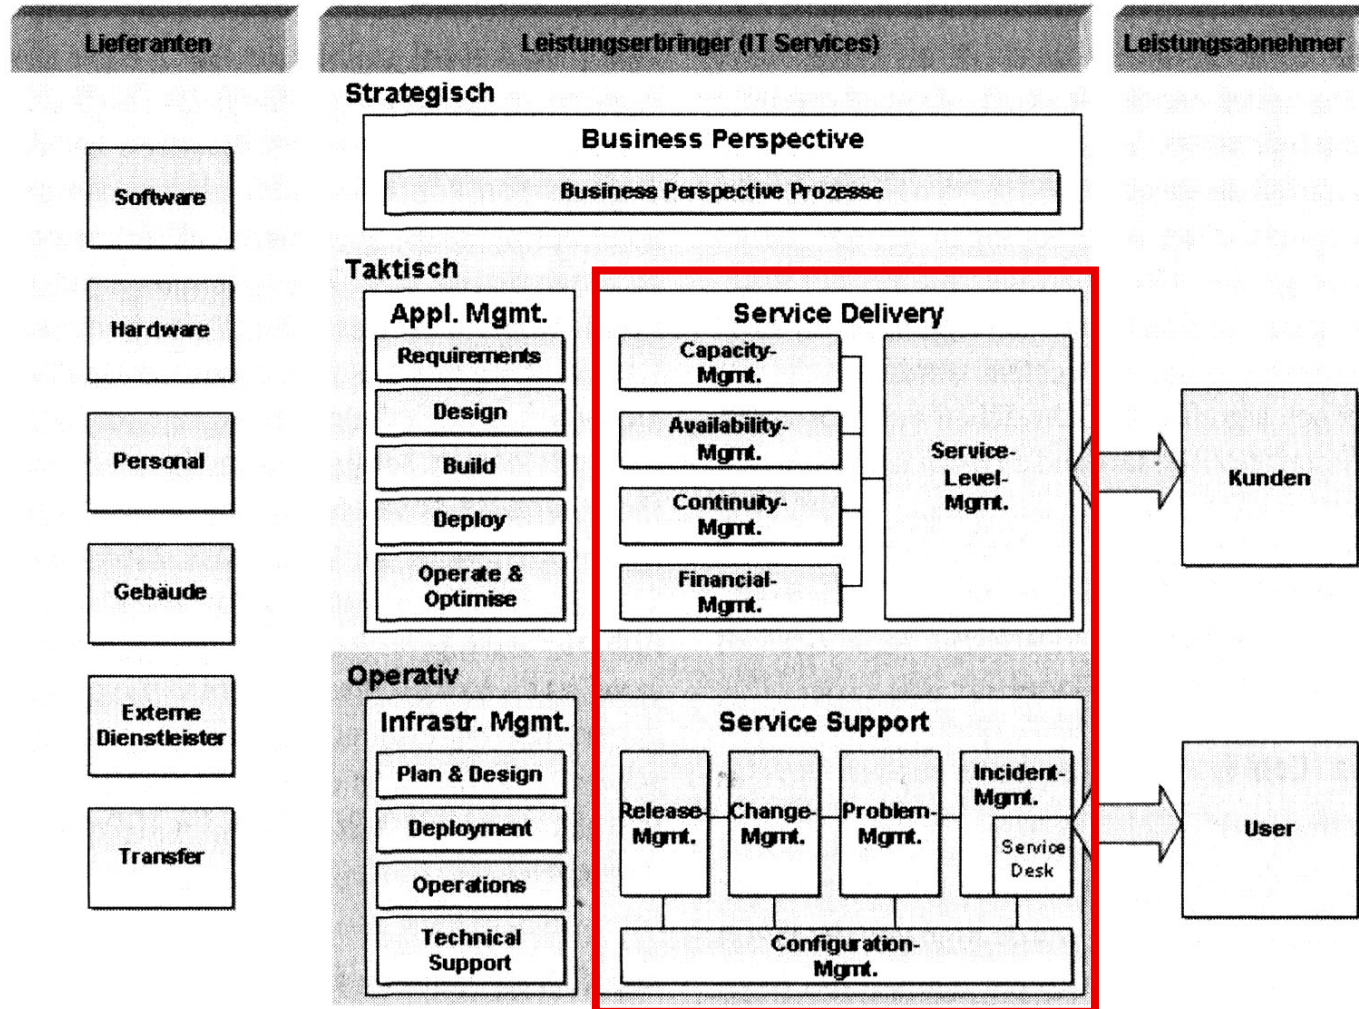 Lieferanten
Leistungserbringer (IT Services)
Leistungsabnehmer
Software
Hardware
Personal
Gebäude
Externe
Dienstleister
Transfer
Strategisch
Business Perspective
Business Perspective Prozesse
Taktisch
Appl. Mgmt.
Requirements
Design
Build
Deploy
Operate &
Optimise
Service Delivery
Capacity-
Mgmt.
Availability-
Mgmt.
Continuity-
Mgmt.
Financial-
Mgmt.
Service-
Level-
Mgmt.
Operativ
Infrastr. Mgmt.
Plan & Design
Deployment
Operations
Technical
Support
Service Support
Release-
Mgmt.
Change-
Mgmt.
Problem-
Mgmt.
Incident-
Mgmt.
Service
Desk
Configuration-
Mgmt.
Kunden
User